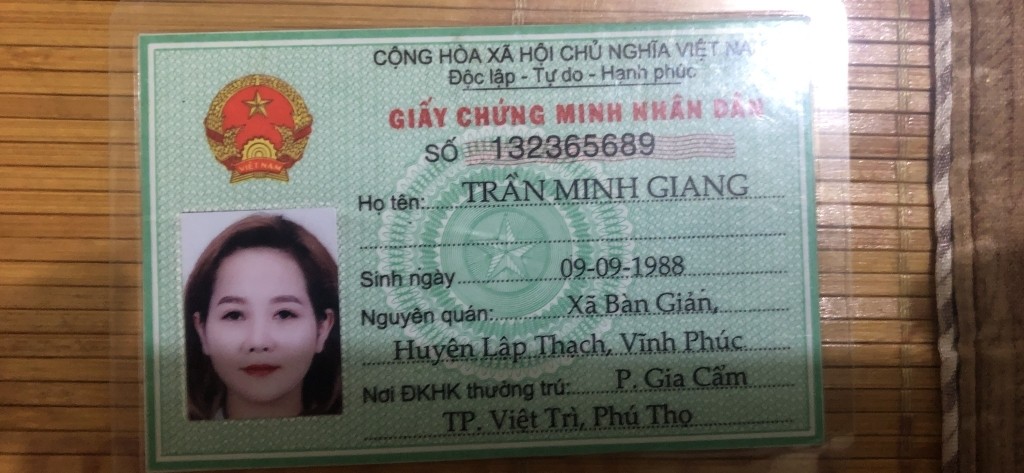 CỘNG HÒA XÃ HỘI CHỦ NGHĨA VIỆT NA
Độc lập - Tự do - Hạnh phúc
GIẤY CHỨNG MINH NHÂN DÂN
SỐ 132365689
Họ tên: TRẦN MINH GIANG
Sinh ngày 09-09-1988
Nguyên quán: Xã Bàn Giản,
Huyện Lập Thạch, Vĩnh Phúc
Nơi ĐKHK thường trú: P. Gia Cẩm
TP. Việt Trì, Phú Thọ
VIỆT NAM